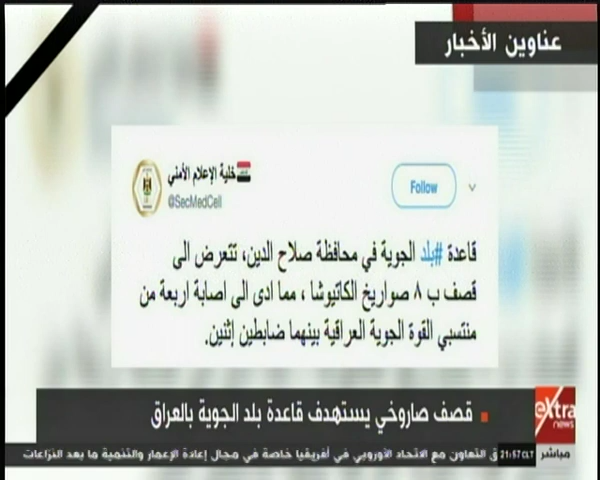 عناوين الأخبار
خلية الإعلام الأمني
@SecMedCell
Follow
قاعدة #بلد الجوية في محافظة صلاح الدين، تتعرض الى
قصف ب ٨ صواريخ الكاتيوشا ، مما ادى الى اصابة اربعة من
منتسبي القوة الجوية العراقية بينهما ضابطين إثنين.
قصف صاروخي يستهدف قاعدة بلد الجوية بالعراق
eXtra
news
مباشر
21:57 CLT
التعاون مع الاتحاد الأوروبي في أفريقيا خاصة في مجال إعادة الإعمار والتنمية ما بعد النزاعات